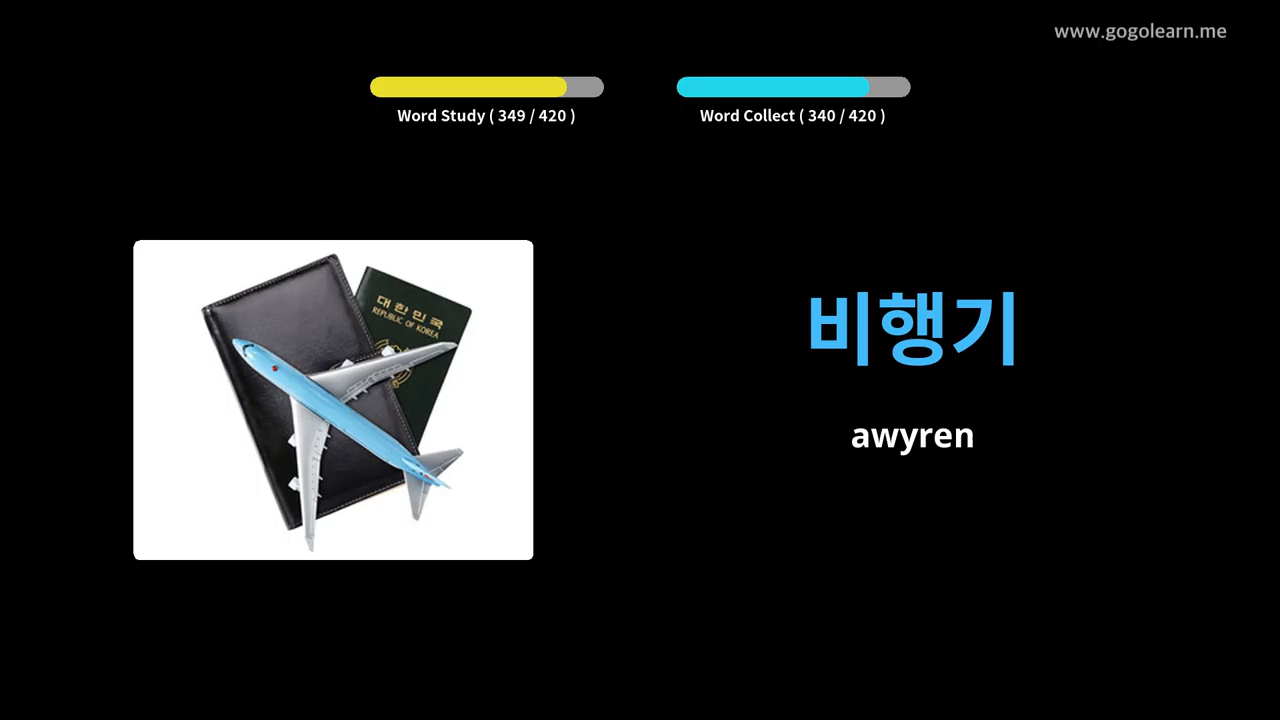 www.gogolearn.me
Word Study ( 349 / 420 )
Word Collect ( 340 / 420 )
대한민국
REPUBLIC OF KOREA
비행기
awyren